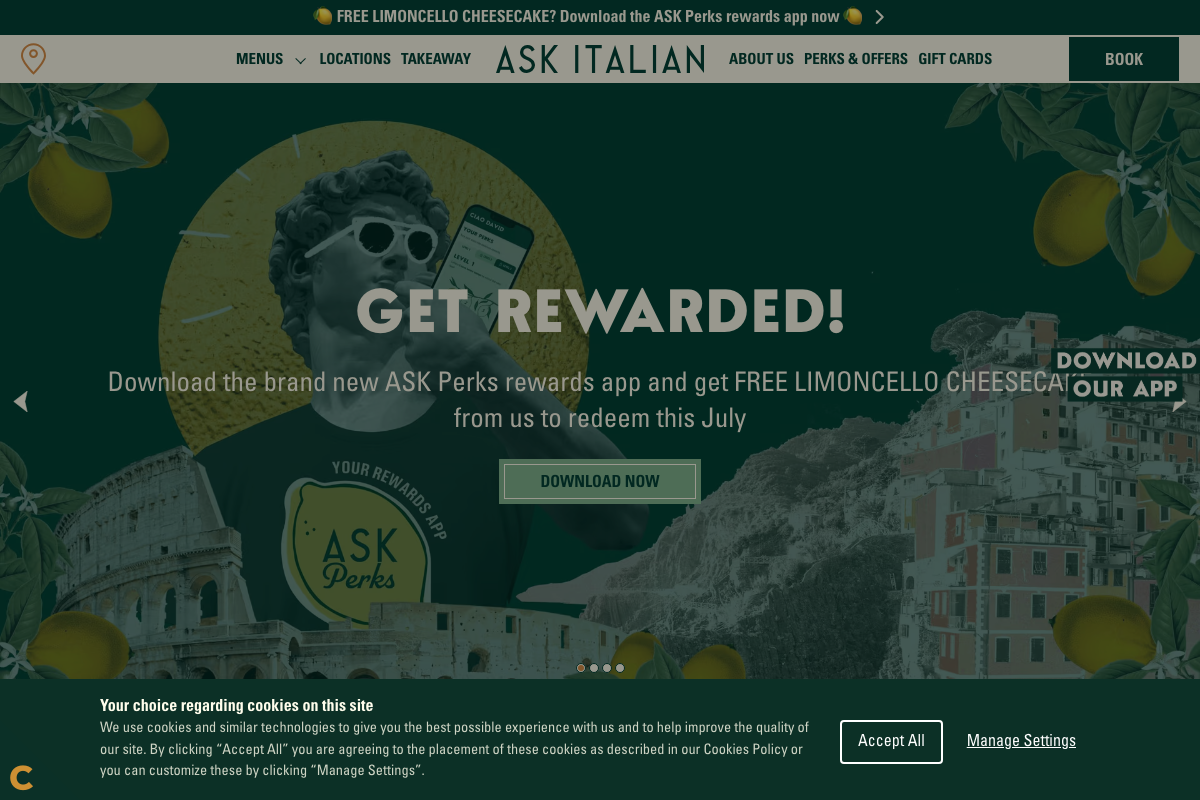 🍋 FREE LIMONCELLO CHEESECAKE? Download the ASK Perks rewards app now 🍋
MENUS LOCATIONS TAKEAWAY ASK ITALIAN ABOUT US PERKS & OFFERS GIFT CARDS BOOK
CIAO DAVID
YOUR PERKS
LEVEL 1
GET REWARDED!
Download the brand new ASK Perks rewards app and get FREE LIMONCELLO CHEESECA
from us to redeem this July
DOWNLOAD
OUR APP
DOWNLOAD NOW
YOUR REWARDS APP
ASK
Perks
Your choice regarding cookies on this site
We use cookies and similar technologies to give you the best possible experience with us and to help improve the quality of
our site. By clicking “Accept All” you are agreeing to the placement of these cookies as described in our Cookies Policy or
you can customize these by clicking “Manage Settings”.
Accept All
Manage Settings